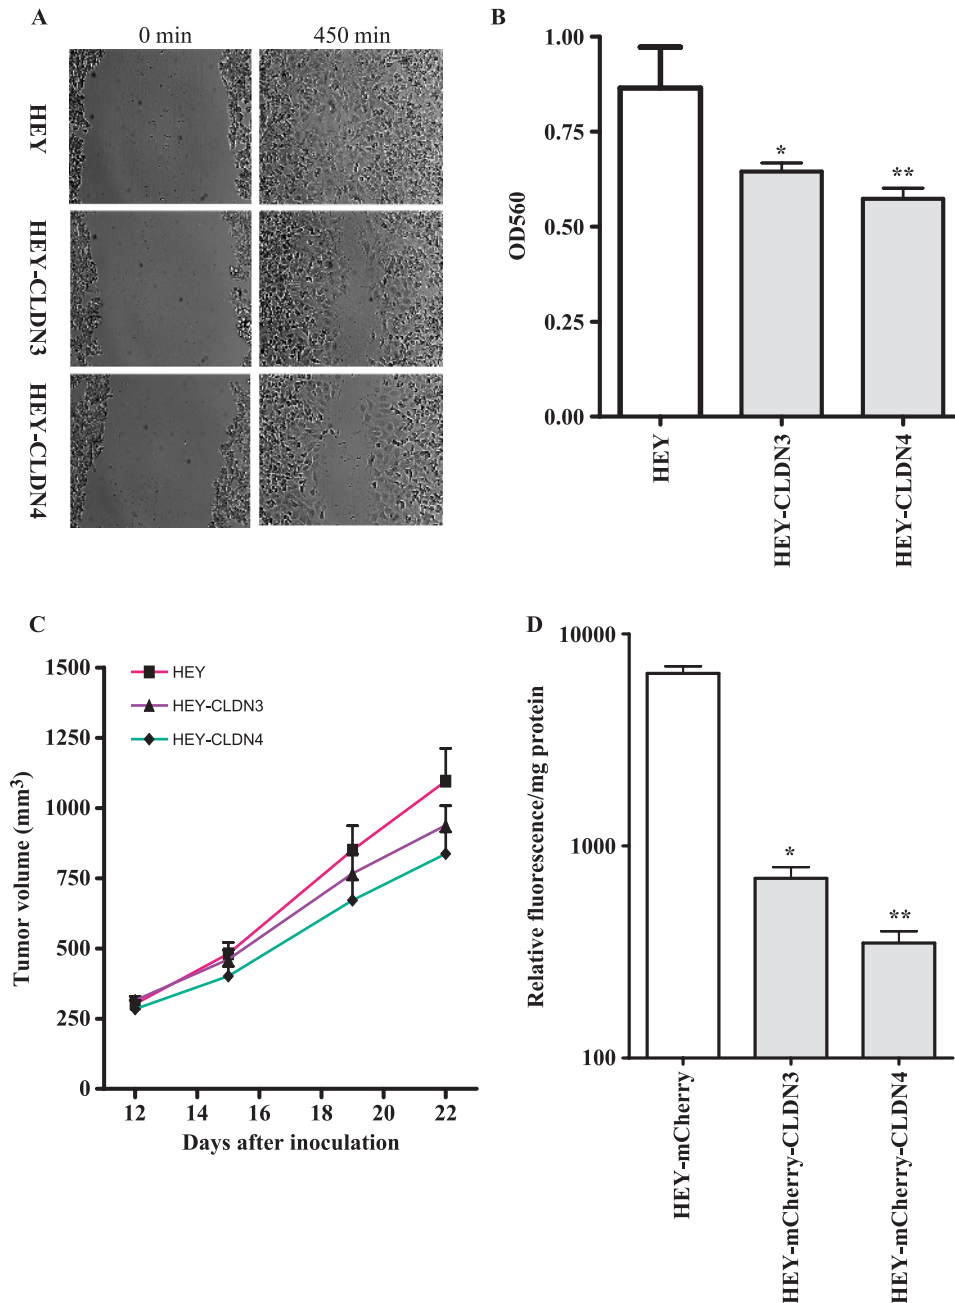 A
0 min
450 min
HEY
HEY-CLDN3
HEY-CLDN4
B
1.00
0.75
0.50
0.25
0.00
OD560
*
**
HEY
HEY-CLDN3
HEY-CLDN4
C
1500
1250
1000
750
500
250
0
Tumor volume (mm³)
HEY
HEY-CLDN3
HEY-CLDN4
12 14 16 18 20 22
Days after inoculation
D
10000
1000
100
Relative fluorescence/mg protein
*
**
HEY-mCherry
HEY-mCherry-CLDN3
HEY-mCherry-CLDN4